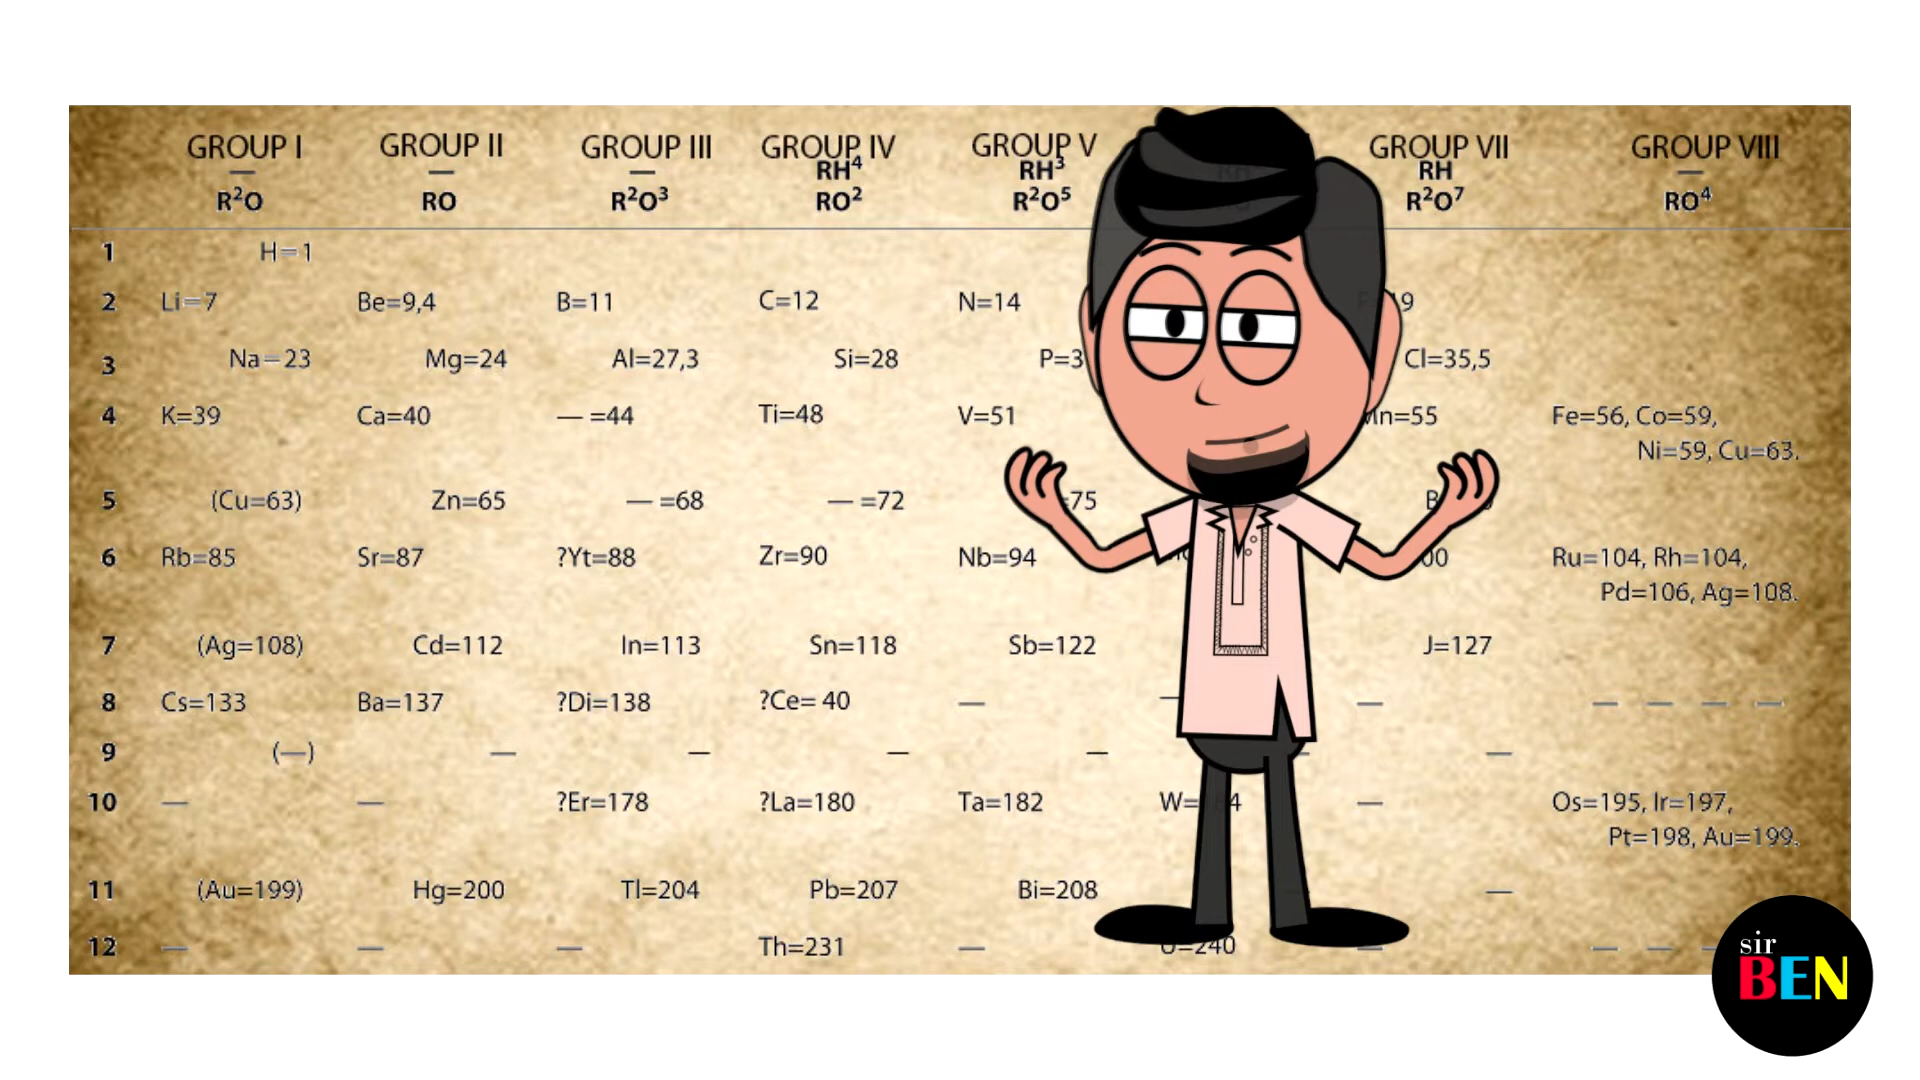 GROUP I GROUP II GROUP III GROUP IV GROUP V GROUP VII GROUP VIII
— — — RH⁴ RH³ RH —
R²O RO R²O³ RO² R²O⁵ R²O⁷ RO⁴
1 H=1
2 Li=7 Be=9,4 B=11 C=12 N=14
3 Na=23 Mg=24 Al=27,3 Si=28 Cl=35,5
4 K=39 Ca=40 — =44 Ti=48 V=51 Fe=56, Co=59,
Ni=59, Cu=63.
5 (Cu=63) Zn=65 — =68 — =72
6 Rb=85 Sr=87 ?Yt=88 Zr=90 Nb=94 Ru=104, Rh=104,
Pd=106, Ag=108.
7 (Ag=108) Cd=112 In=113 Sn=118 Sb=122 J=127
8 Cs=133 Ba=137 ?Di=138 ?Ce= 40 — — — — — — —
9 (—) — — — — —
10 — — ?Er=178 ?La=180 Ta=182 — Os=195, Ir=197,
Pt=198, Au=199.
11 (Au=199) Hg=200 Tl=204 Pb=207 Bi=208 —
12 — — — Th=231 — U=240 — — — —
sir
BEN